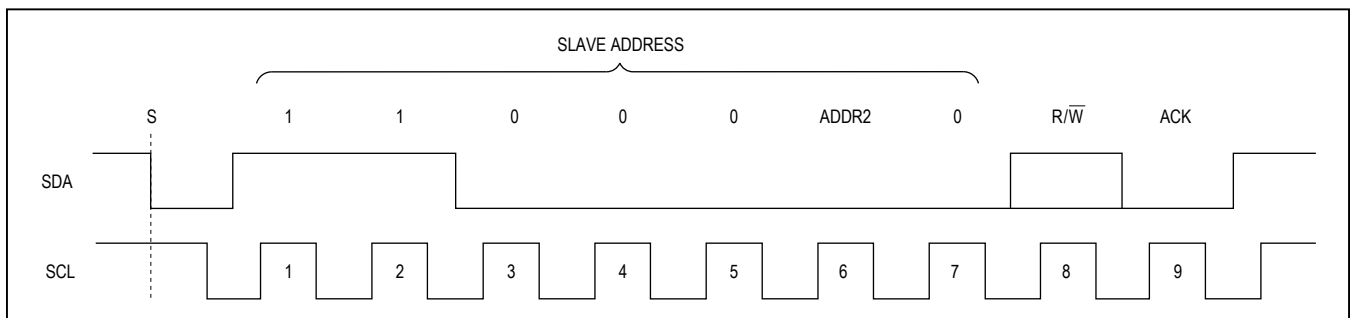 SLAVE ADDRESS
S 1 1 0 0 0 ADDR2 0 R/W̅ ACK
SDA
SCL 1 2 3 4 5 6 7 8 9